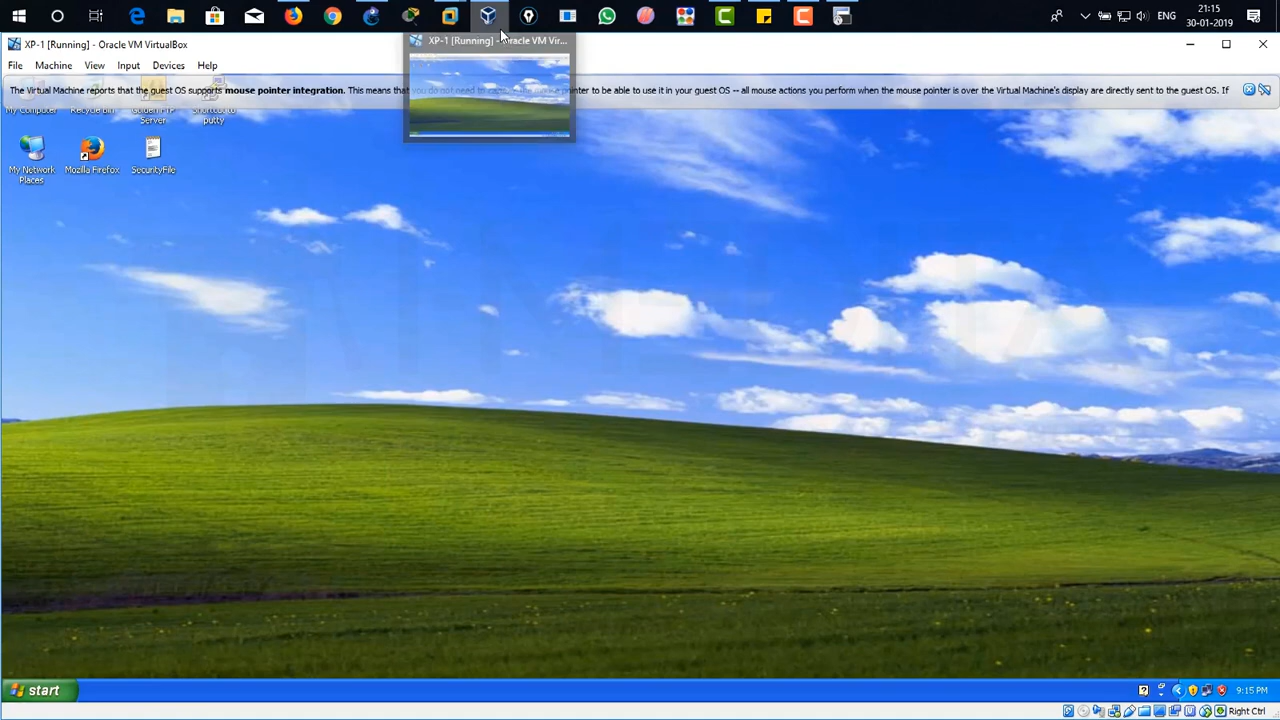 21:15
ENG
30-01-2019
XP-1 [Running] - Oracle VM VirtualBox
XP-1 [Running] - Oracle VM Vir...
File Machine View Input Devices Help
The Virtual Machine reports that the guest OS supports mouse pointer integration. This means that you do not need to capture the mouse pointer to be able to use it in your guest OS -- all mouse actions you perform when the mouse pointer is over the Virtual Machine's display are directly sent to the guest OS. If
My Computer
Recycle Bin
Golden FTP
Server
Shortcut to
putty
My Network
Places
Mozilla Firefox
SecurityFile
start
9:15 PM
Right Ctrl